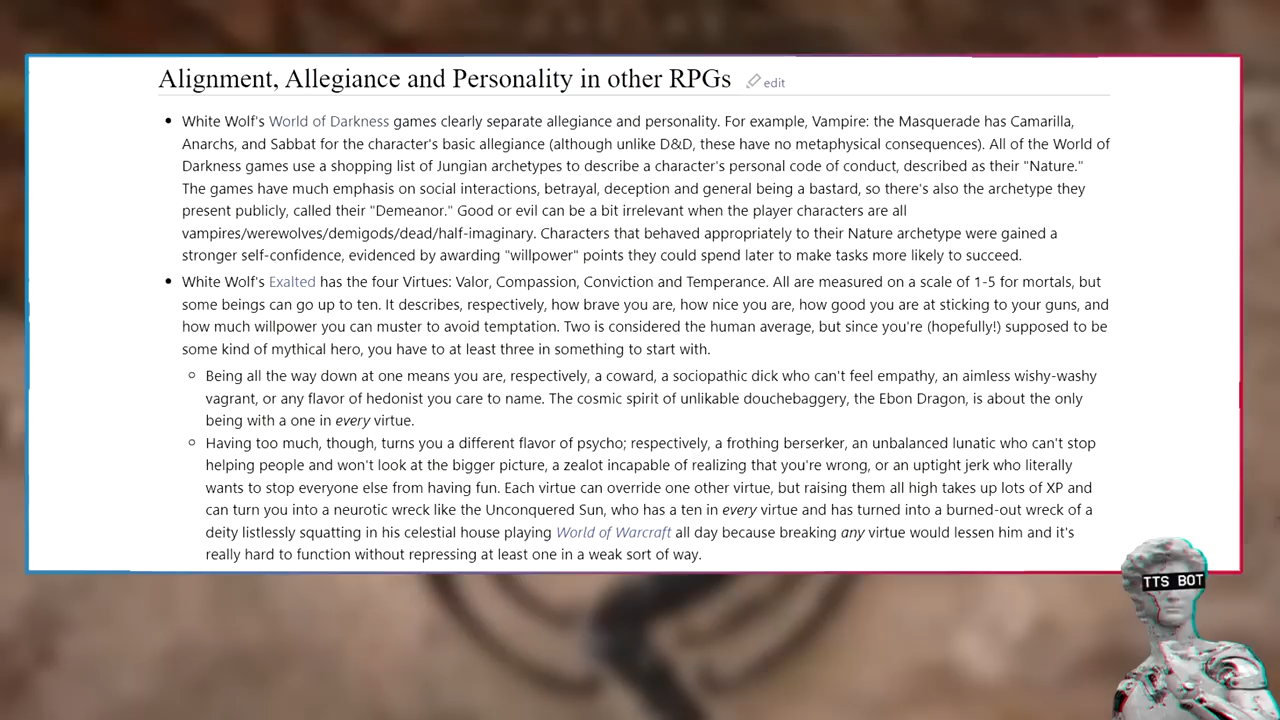 Alignment, Allegiance and Personality in other RPGs edit
• White Wolf's World of Darkness games clearly separate allegiance and personality. For example, Vampire: the Masquerade has Camarilla,
Anarchs, and Sabbat for the character's basic allegiance (although unlike D&D, these have no metaphysical consequences). All of the World of
Darkness games use a shopping list of Jungian archetypes to describe a character's personal code of conduct, described as their "Nature."
The games have much emphasis on social interactions, betrayal, deception and general being a bastard, so there's also the archetype they
present publicly, called their "Demeanor." Good or evil can be a bit irrelevant when the player characters are all
vampires/werewolves/demigods/dead/half-imaginary. Characters that behaved appropriately to their Nature archetype were gained a
stronger self-confidence, evidenced by awarding "willpower" points they could spend later to make tasks more likely to succeed.
• White Wolf's Exalted has the four Virtues: Valor, Compassion, Conviction and Temperance. All are measured on a scale of 1-5 for mortals, but
some beings can go up to ten. It describes, respectively, how brave you are, how nice you are, how good you are at sticking to your guns, and
how much willpower you can muster to avoid temptation. Two is considered the human average, but since you're (hopefully!) supposed to be
some kind of mythical hero, you have to at least three in something to start with.
○ Being all the way down at one means you are, respectively, a coward, a sociopathic dick who can't feel empathy, an aimless wishy-washy
vagrant, or any flavor of hedonist you care to name. The cosmic spirit of unlikable douchebaggery, the Ebon Dragon, is about the only
being with a one in every virtue.
○ Having too much, though, turns you a different flavor of psycho; respectively, a frothing berserker, an unbalanced lunatic who can't stop
helping people and won't look at the bigger picture, a zealot incapable of realizing that you're wrong, or an uptight jerk who literally
wants to stop everyone else from having fun. Each virtue can override one other virtue, but raising them all high takes up lots of XP and
can turn you into a neurotic wreck like the Unconquered Sun, who has a ten in every virtue and has turned into a burned-out wreck of a
deity listlessly squatting in his celestial house playing World of Warcraft all day because breaking any virtue would lessen him and it's
really hard to function without repressing at least one in a weak sort of way.
TTS BOT